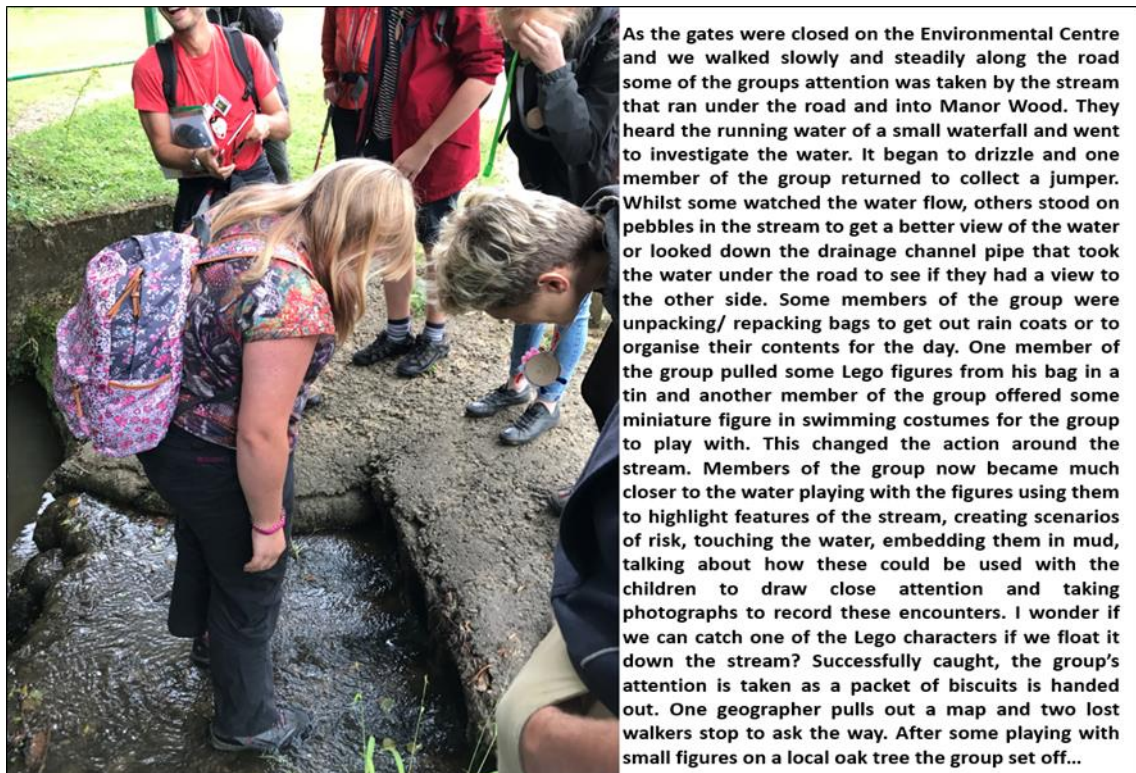 As the gates were closed on the Environmental Centre
and we walked slowly and steadily along the road
some of the groups attention was taken by the stream
that ran under the road and into Manor Wood. They
heard the running water of a small waterfall and went
to investigate the water. It began to drizzle and one
member of the group returned to collect a jumper.
Whilst some watched the water flow, others stood on
pebbles in the stream to get a better view of the water
or looked down the drainage channel pipe that took
the water under the road to see if they had a view to
the other side. Some members of the group were
unpacking/ repacking bags to get out rain coats or to
organise their contents for the day. One member of
the group pulled some Lego figures from his bag in a
tin and another member of the group offered some
miniature figure in swimming costumes for the group
to play with. This changed the action around the
stream. Members of the group now became much
closer to the water playing with the figures using them
to highlight features of the stream, creating scenarios
of risk, touching the water, embedding them in mud,
talking about how these could be used with the
children to draw close attention and taking
photographs to record these encounters. I wonder if
we can catch one of the Lego characters if we float it
down the stream? Successfully caught, the group's
attention is taken as a packet of biscuits is handed
out. One geographer pulls out a map and two lost
walkers stop to ask the way. After some playing with
small figures on a local oak tree the group set off...